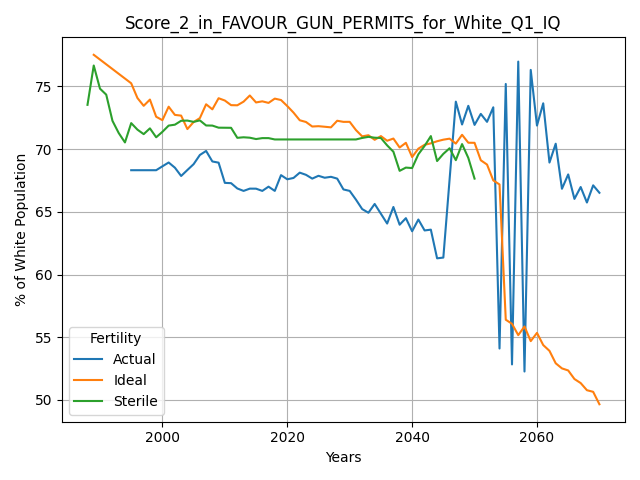 Score_2_in_FAVOUR_GUN_PERMITS_for_White_Q1_IQ
% of White Population
75
70
65
60
55
50
Fertility
Actual
Ideal
Sterile
2000 2020 2040 2060
Years